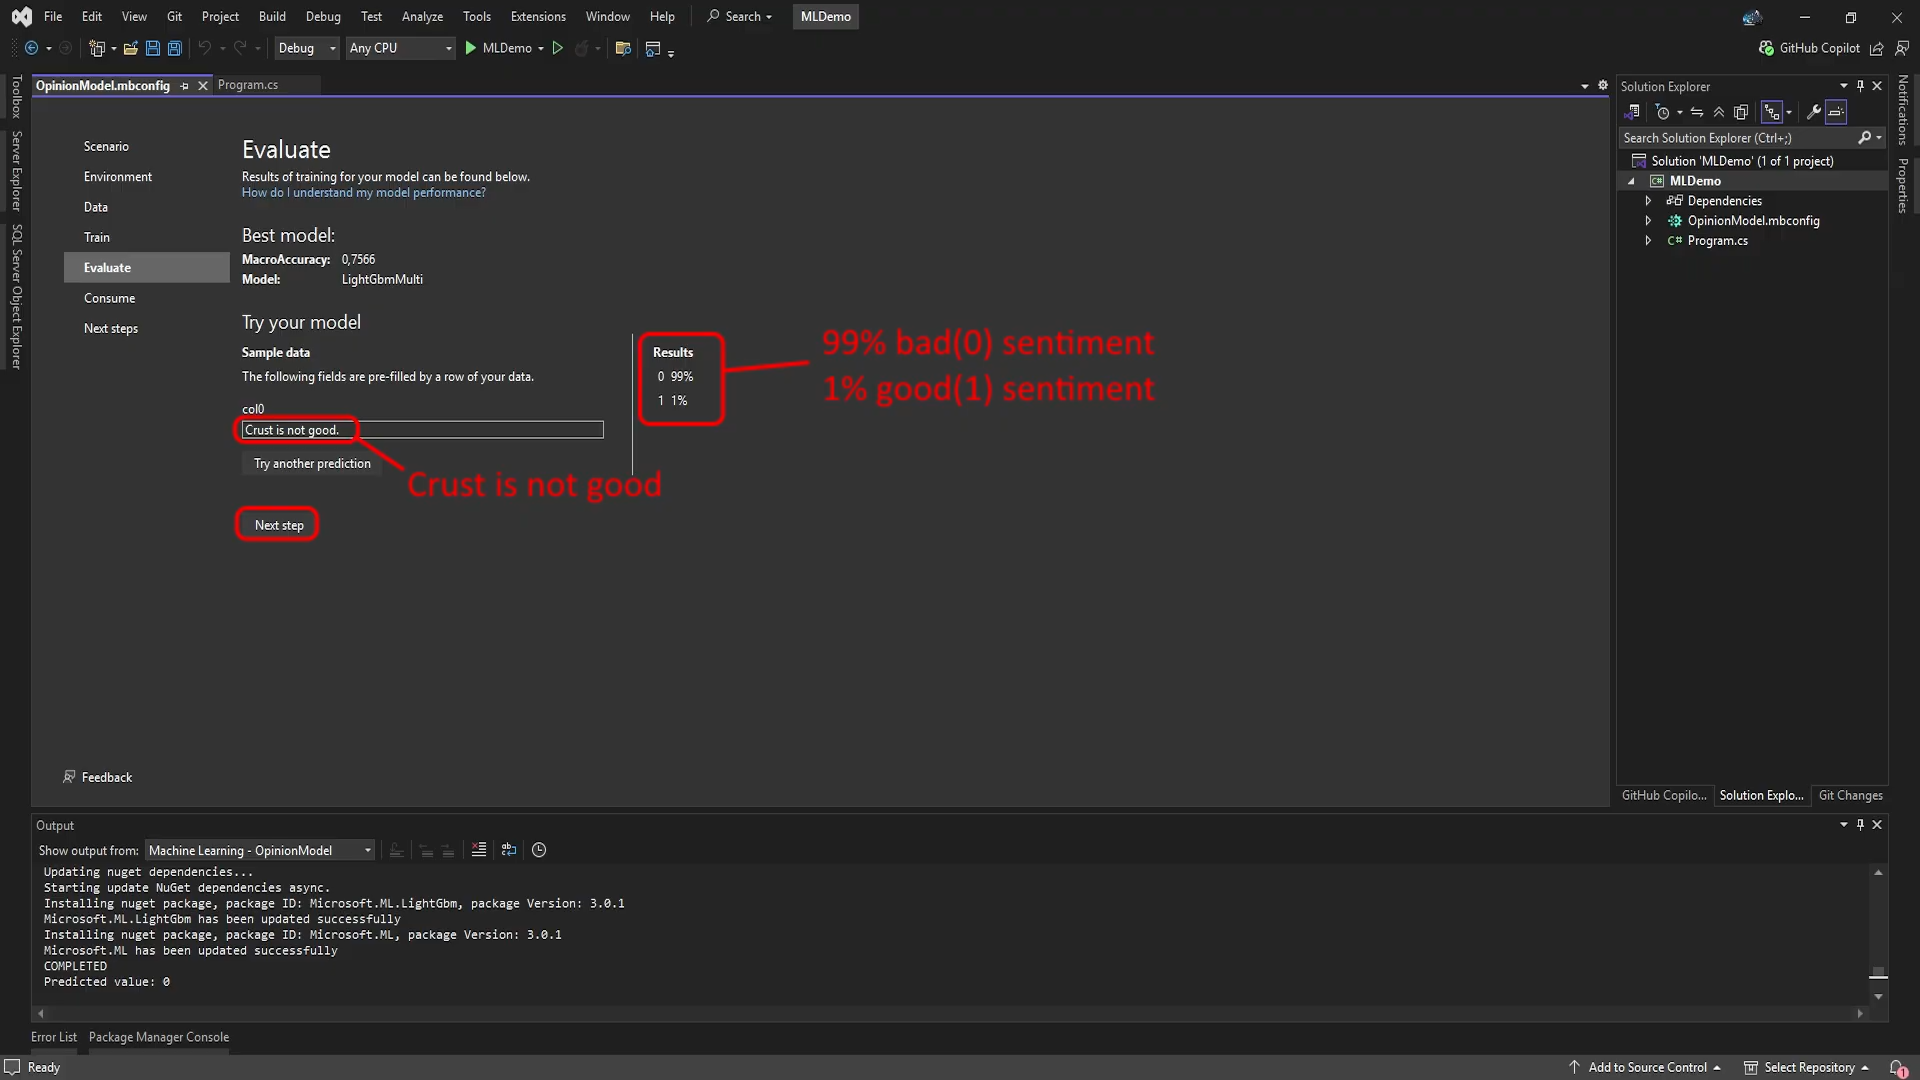 File Edit View Git Project Build Debug Test Analyze Tools Extensions Window Help Search MLDemo
Debug Any CPU MLDemo GitHub Copilot
OpinionModel.mbconfig Program.cs
Toolbox
Server Explorer
SQL Server Object Explorer
Scenario
Environment
Data
Train
Evaluate
Consume
Next steps
Evaluate
Results of training for your model can be found below.
How do I understand my model performance?
Best model:
MacroAccuracy: 0,7566
Model: LightGbmMulti
Try your model
Sample data
The following fields are pre-filled by a row of your data.
col0
Crust is not good.
Try another prediction
Crust is not good
Next step
Results
0 99%
1 1%
99% bad(0) sentiment
1% good(1) sentiment
Feedback
Solution Explorer
Search Solution Explorer (Ctrl+;)
Solution 'MLDemo' (1 of 1 project)
C# MLDemo
Dependencies
OpinionModel.mbconfig
C# Program.cs
GitHub Copilo... Solution Explo... Git Changes
Notifications
Properties
Output
Show output from: Machine Learning - OpinionModel
Updating nuget dependencies...
Starting update NuGet dependencies async.
Installing nuget package, package ID: Microsoft.ML.LightGbm, package Version: 3.0.1
Microsoft.ML.LightGbm has been updated successfully
Installing nuget package, package ID: Microsoft.ML, package Version: 3.0.1
Microsoft.ML has been updated successfully
COMPLETED
Predicted value: 0
Error List Package Manager Console
Ready Add to Source Control Select Repository 1